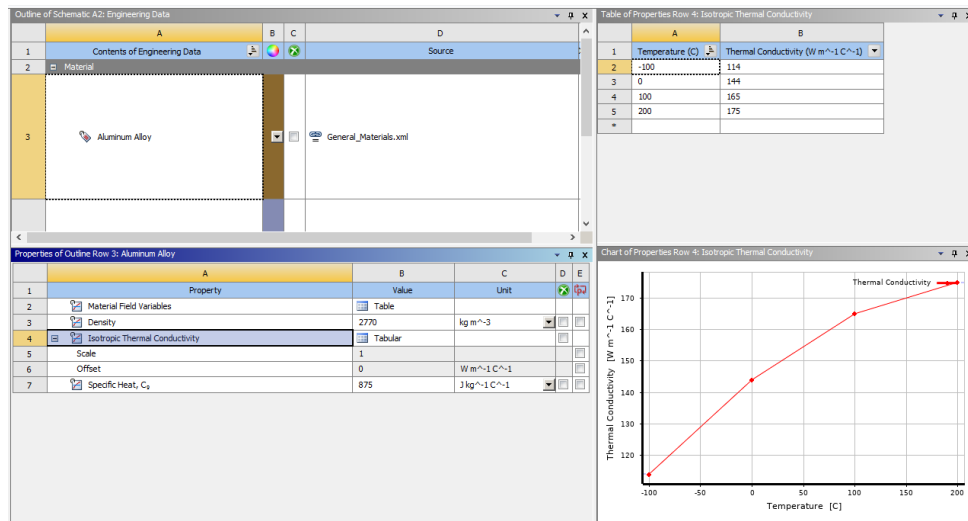 Outline of Schematic A2: Engineering Data
A B C D
1 Contents of Engineering Data Source
2 Material
3 Aluminum Alloy General_Materials.xml
Properties of Outline Row 3: Aluminum Alloy
A B C D E
1 Property Value Unit
2 Material Field Variables Table
3 Density 2770 kg m^-3
4 Isotropic Thermal Conductivity Tabular
5 Scale 1
6 Offset 0 W m^-1 C^-1
7 Specific Heat, Cₚ 875 J kg^-1 C^-1
Table of Properties Row 4: Isotropic Thermal Conductivity
A B
1 Temperature (C) Thermal Conductivity (W m^-1 C^-1)
2 -100 114
3 0 144
4 100 165
5 200 175
*
Chart of Properties Row 4: Isotropic Thermal Conductivity
Thermal Conductivity
Thermal Conductivity [W m^-1 C^-1]
170
160
150
140
130
120
-100 -50 0 50 100 150 200
Temperature [C]